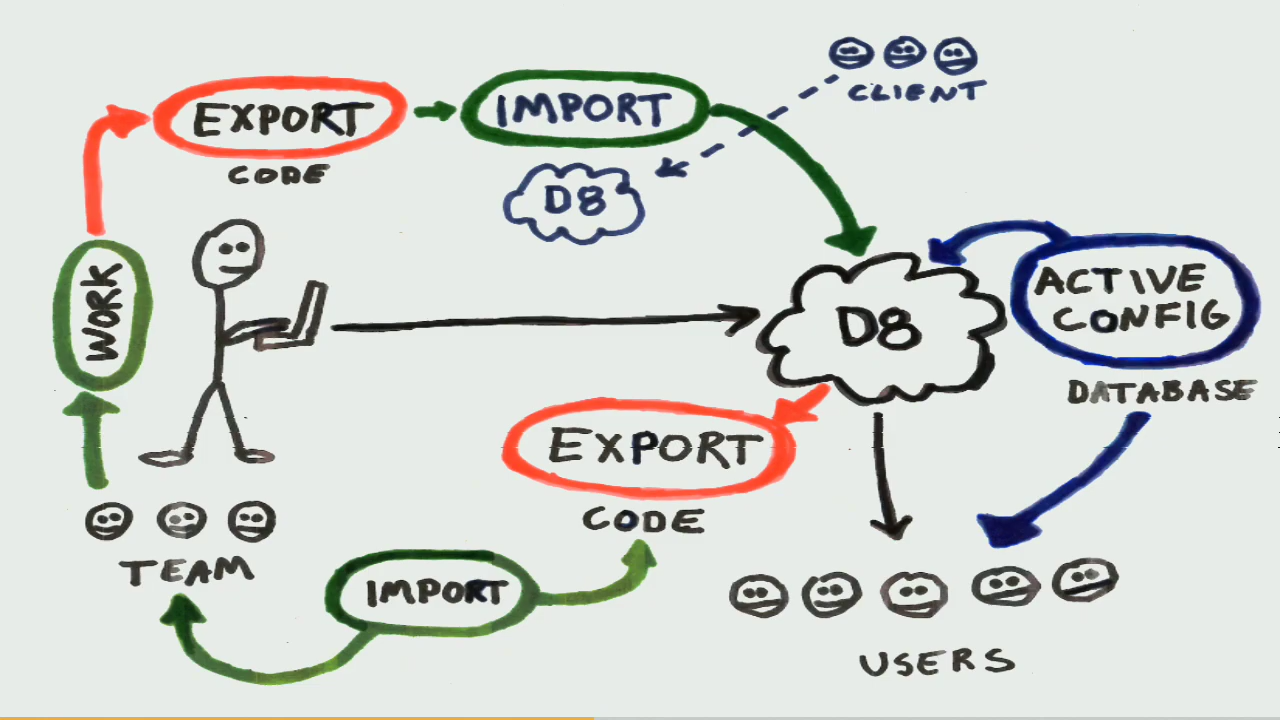 CLIENT
EXPORT
IMPORT
CODE
D8
WORK
ACTIVE
CONFIG
D8
DATABASE
EXPORT
CODE
TEAM
IMPORT
USERS